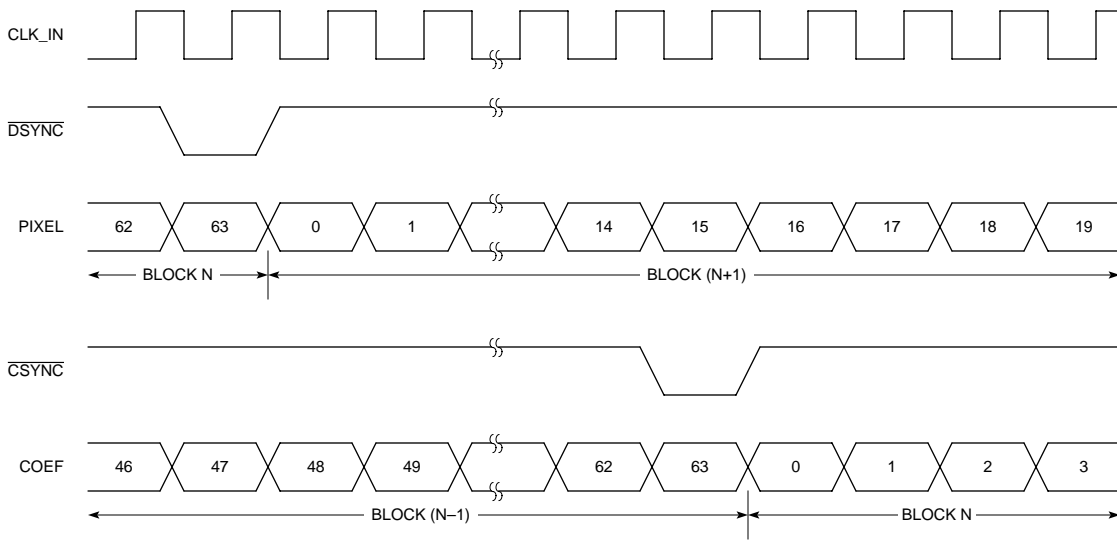 CLK_IN
DSYNC
PIXEL 62 63 0 1 14 15 16 17 18 19
BLOCK N BLOCK (N+1)
CSYNC
COEF 46 47 48 49 62 63 0 1 2 3
BLOCK (N–1) BLOCK N